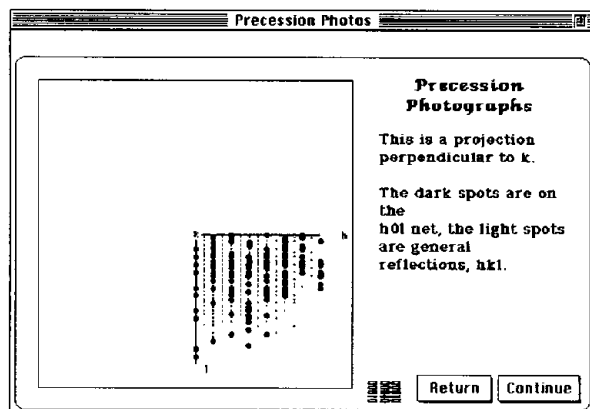 Precession Photos
Precession
Photographs
This is a projection
perpendicular to k.
The dark spots are on
the
h0l net, the light spots
are general
reflections, hkl.
h
l
Return
Continue